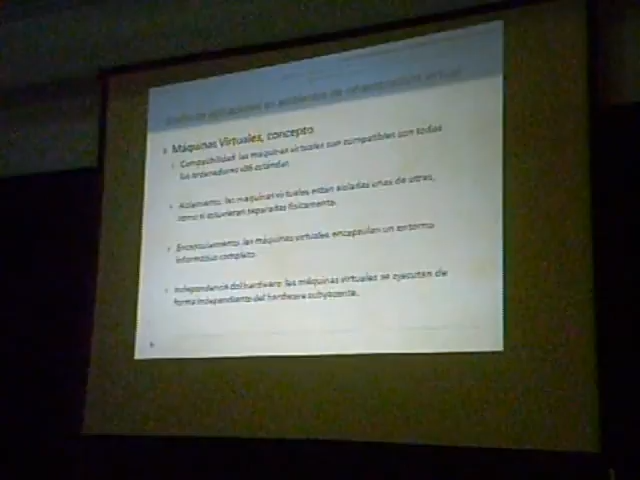 Máquinas Virtuales, concepto
Compatibilidad: las máquinas virtuales son compatibles con todos
los ordenadores x86 estándar.
Aislamiento: las máquinas virtuales están aisladas unas de otras,
como si estuvieran separadas físicamente.
Encapsulamiento: las máquinas virtuales encapsulan un entorno
informático completo.
Independencia del hardware: las máquinas virtuales se ejecutan de
forma independiente del hardware subyacente.